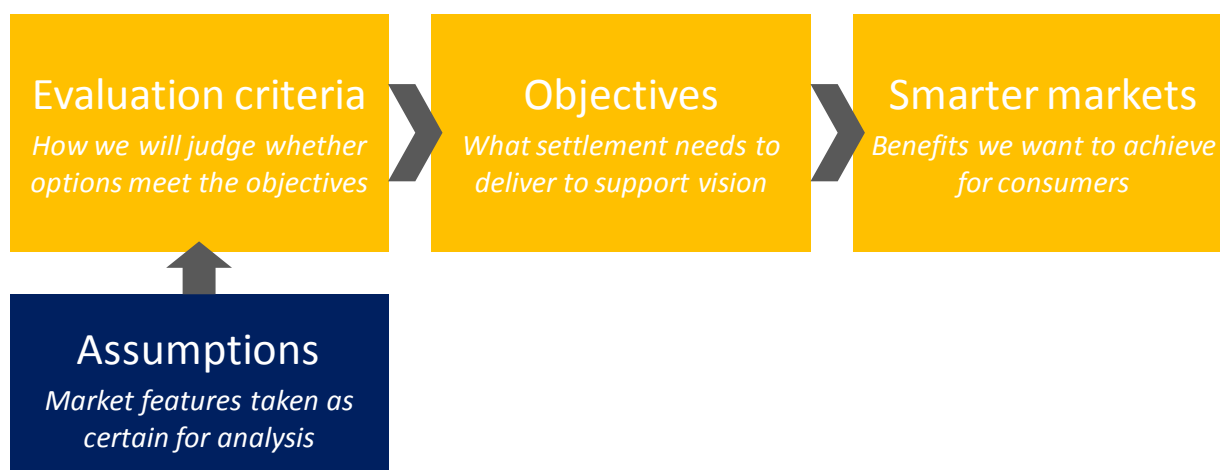 Evaluation criteria
How we will judge whether
options meet the objectives
Objectives
What settlement needs to
deliver to support vision
Smarter markets
Benefits we want to achieve
for consumers
Assumptions
Market features taken as
certain for analysis